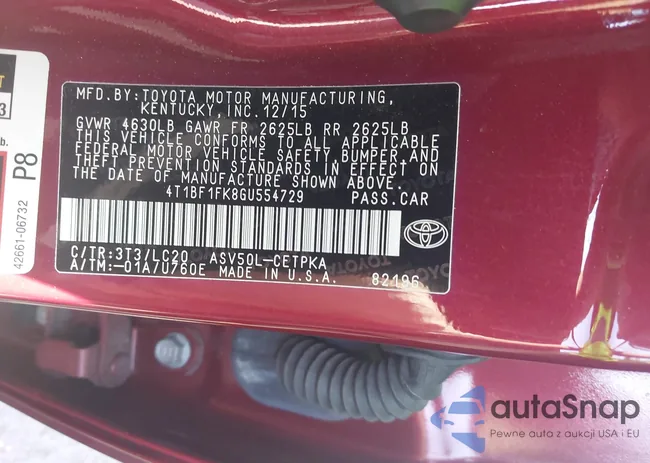 MFD.BY: TOYOTA MOTOR MANUFACTURING,
KENTUCKY, INC. 12/15
GVWR 4630LB GAWR FR 2625LB RR 2625LB
THIS VEHICLE CONFORMS TO ALL APPLICABLE
FEDERAL MOTOR VEHICLE SAFETY, BUMPER, AND
THEFT PREVENTION STANDARDS IN EFFECT ON
THE DATE OF MANUFACTURE SHOWN ABOVE.
4T1BF1FK8GU554729 PASS.CAR
C/TR:3T3/LC20 ASV50L-CETPKA
A/TM:-01A/U760E MADE IN U.S.A. 82196
TOYOTA
T
3
b.
P8
42661-06732
autaSnap
Pewne auta z aukcji USA i EU